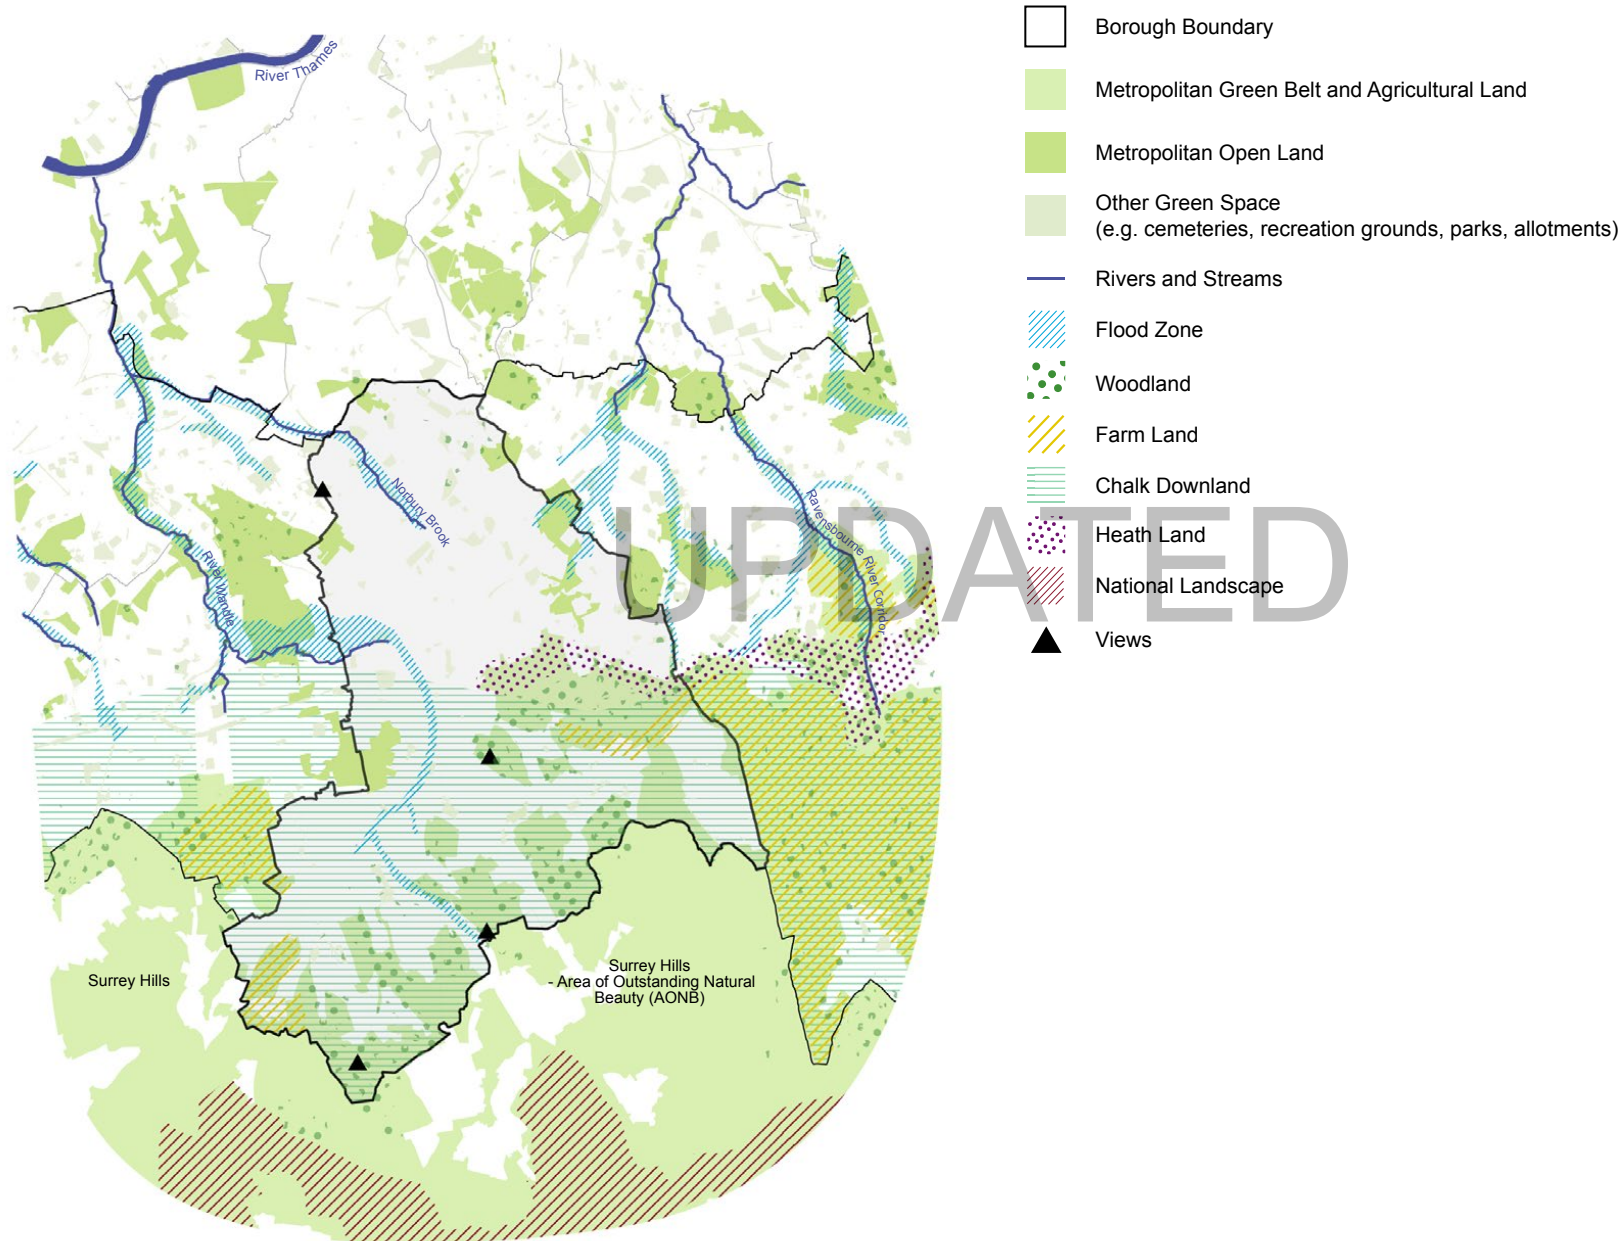 River Thames
Norbury Brook
River Wandle
Ravensbourne River Corridor
Surrey Hills
Surrey Hills
- Area of Outstanding Natural
Beauty (AONB)
UPDATED
Borough Boundary
Metropolitan Green Belt and Agricultural Land
Metropolitan Open Land
Other Green Space
(e.g. cemeteries, recreation grounds, parks, allotments)
Rivers and Streams
Flood Zone
Woodland
Farm Land
Chalk Downland
Heath Land
National Landscape
Views